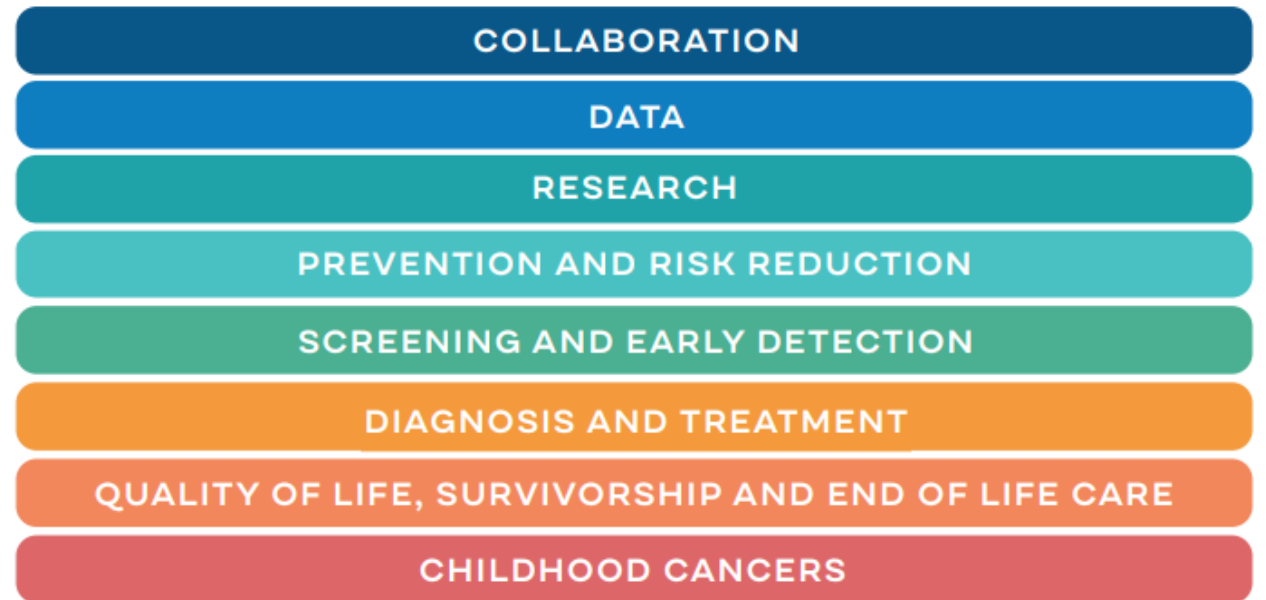 COLLABORATION
DATA
RESEARCH
PREVENTION AND RISK REDUCTION
SCREENING AND EARLY DETECTION
DIAGNOSIS AND TREATMENT
QUALITY OF LIFE, SURVIVORSHIP AND END OF LIFE CARE
CHILDHOOD CANCERS